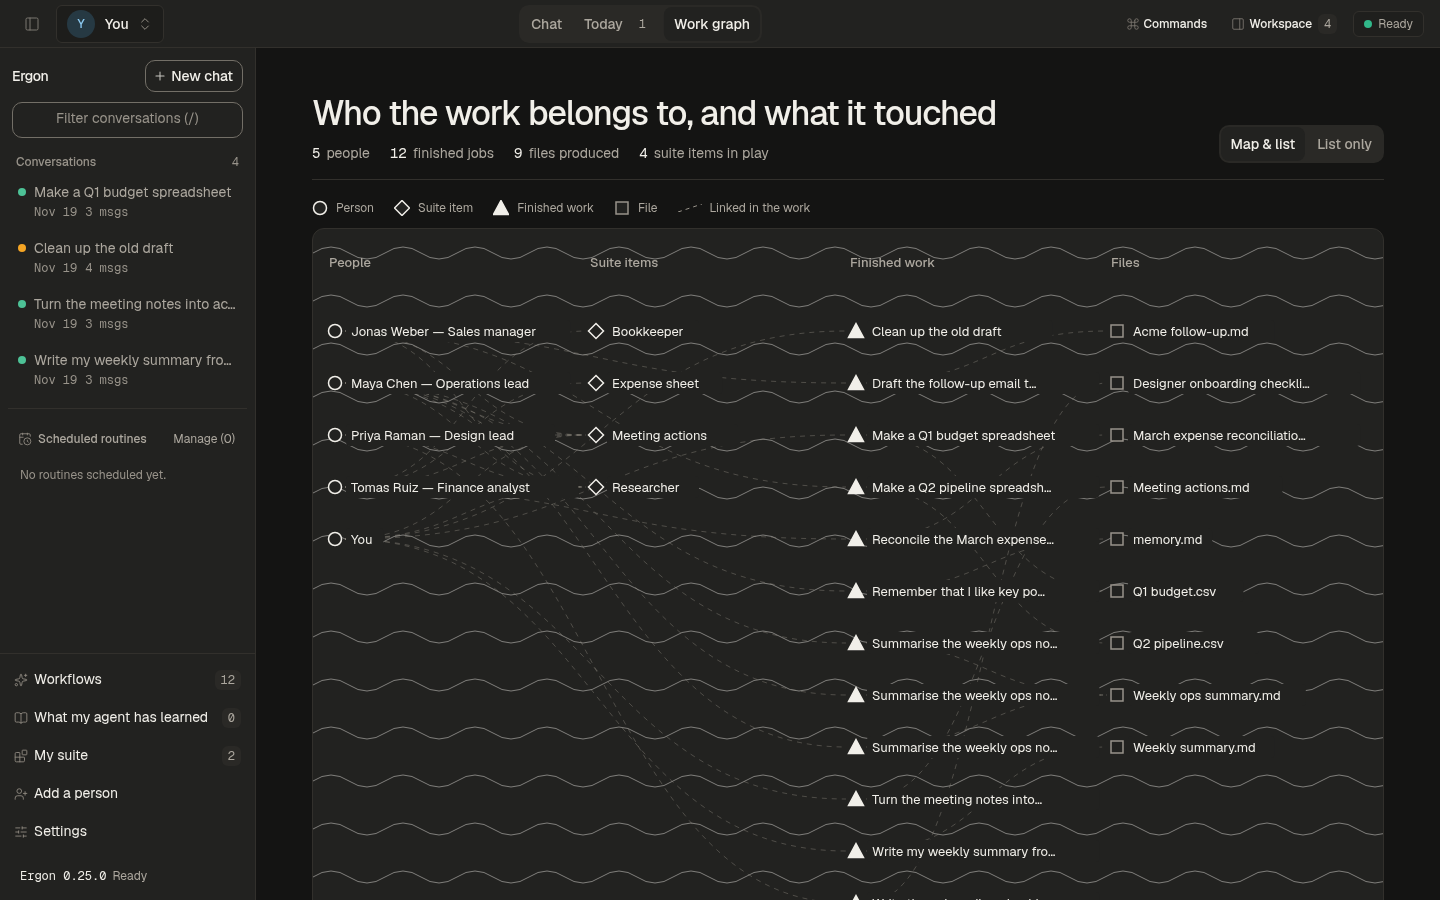 Y You
Chat
Today 1
Work graph
Commands
Workspace 4
Ready
Ergon
+ New chat
Filter conversations (/)
Conversations 4
Make a Q1 budget spreadsheet
Nov 19 3 msgs
Clean up the old draft
Nov 19 4 msgs
Turn the meeting notes into ac…
Nov 19 3 msgs
Write my weekly summary fro…
Nov 19 3 msgs
Scheduled routines Manage (0)
No routines scheduled yet.
Workflows 12
What my agent has learned 0
My suite 2
Add a person
Settings
Ergon 0.25.0 Ready
Who the work belongs to, and what it touched
5 people 12 finished jobs 9 files produced 4 suite items in play
Map & list List only
Person Suite item Finished work File Linked in the work
People Suite items Finished work Files
Jonas Weber — Sales manager Bookkeeper Clean up the old draft Acme follow-up.md
Maya Chen — Operations lead Expense sheet Draft the follow-up email t… Designer onboarding checkli…
Priya Raman — Design lead Meeting actions Make a Q1 budget spreadsheet March expense reconciliatio…
Tomas Ruiz — Finance analyst Researcher Make a Q2 pipeline spreadsh… Meeting actions.md
You Reconcile the March expense… memory.md
Remember that I like key po… Q1 budget.csv
Summarise the weekly ops no… Q2 pipeline.csv
Summarise the weekly ops no… Weekly ops summary.md
Summarise the weekly ops no… Weekly summary.md
Turn the meeting notes into…
Write my weekly summary fro…